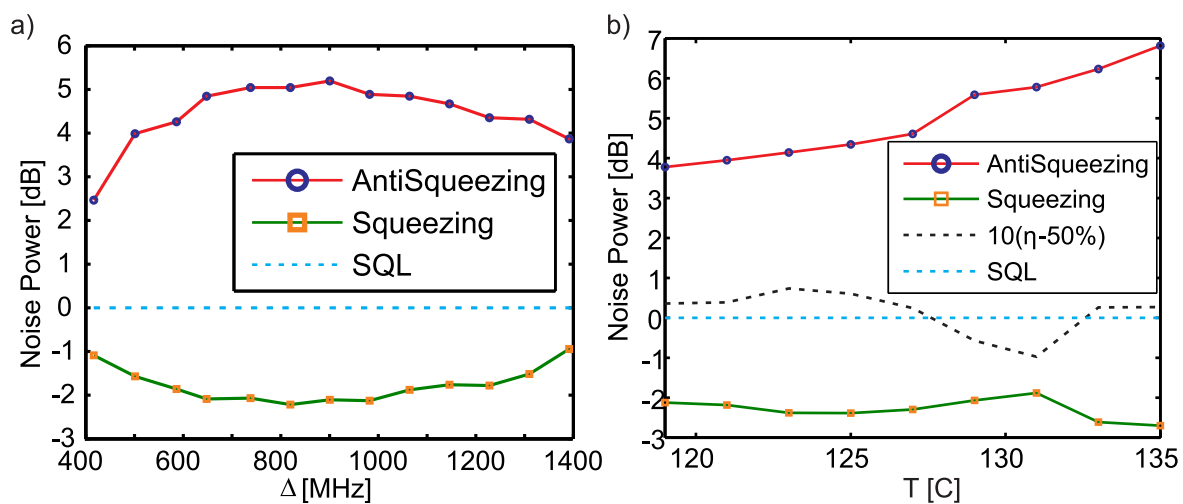 a)
6
5
4
3
2
1
0
-1
-2
-3
Noise Power [dB]
AntiSqueezing
Squeezing
SQL
400
600
800
1000
1200
1400
Δ [MHz]
b)
7
6
5
4
3
2
1
0
-1
-2
-3
Noise Power [dB]
AntiSqueezing
Squeezing
10(η-50%)
SQL
120
125
130
135
T [C]